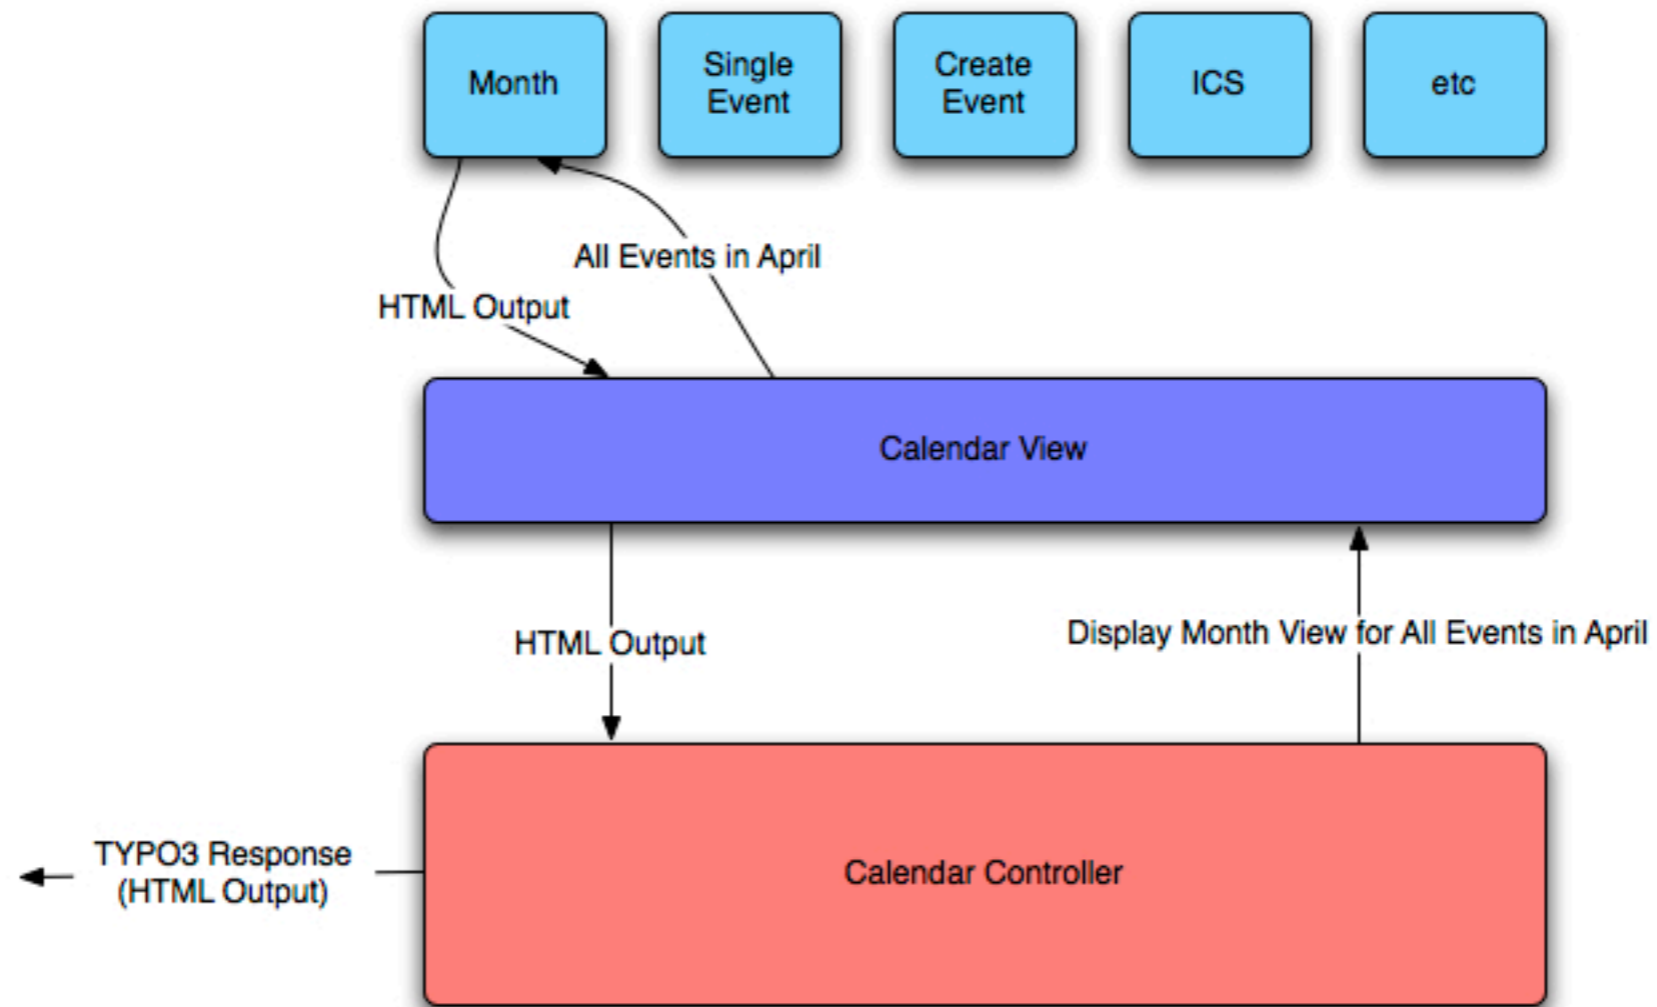 Month
Single
Event
Create
Event
ICS
etc
All Events in April
HTML Output
Calendar View
HTML Output
Display Month View for All Events in April
TYPO3 Response
(HTML Output)
Calendar Controller